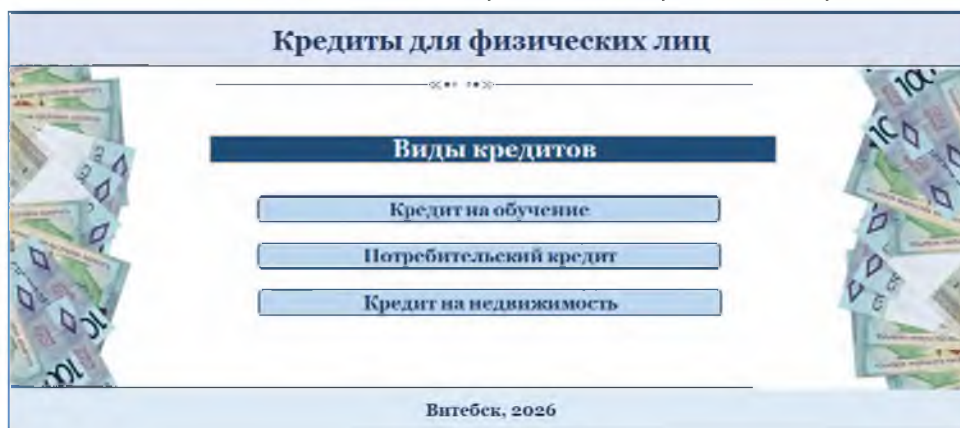 Кредиты для физических лиц
Виды кредитов
Кредит на обучение
Потребительский кредит
Кредит на недвижимость
Витебск, 2026